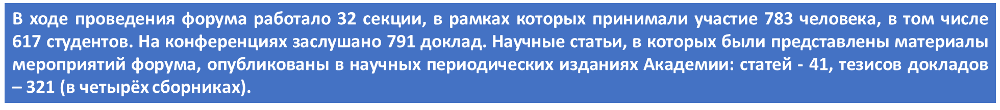 В ходе проведения форума работало 32 секции, в рамках которых принимали участие 783 человека, в том числе
617 студентов. На конференциях заслушано 791 доклад. Научные статьи, в которых были представлены материалы
мероприятий форума, опубликованы в научных периодических изданиях Академии: статей - 41, тезисов докладов
– 321 (в четырёх сборниках).